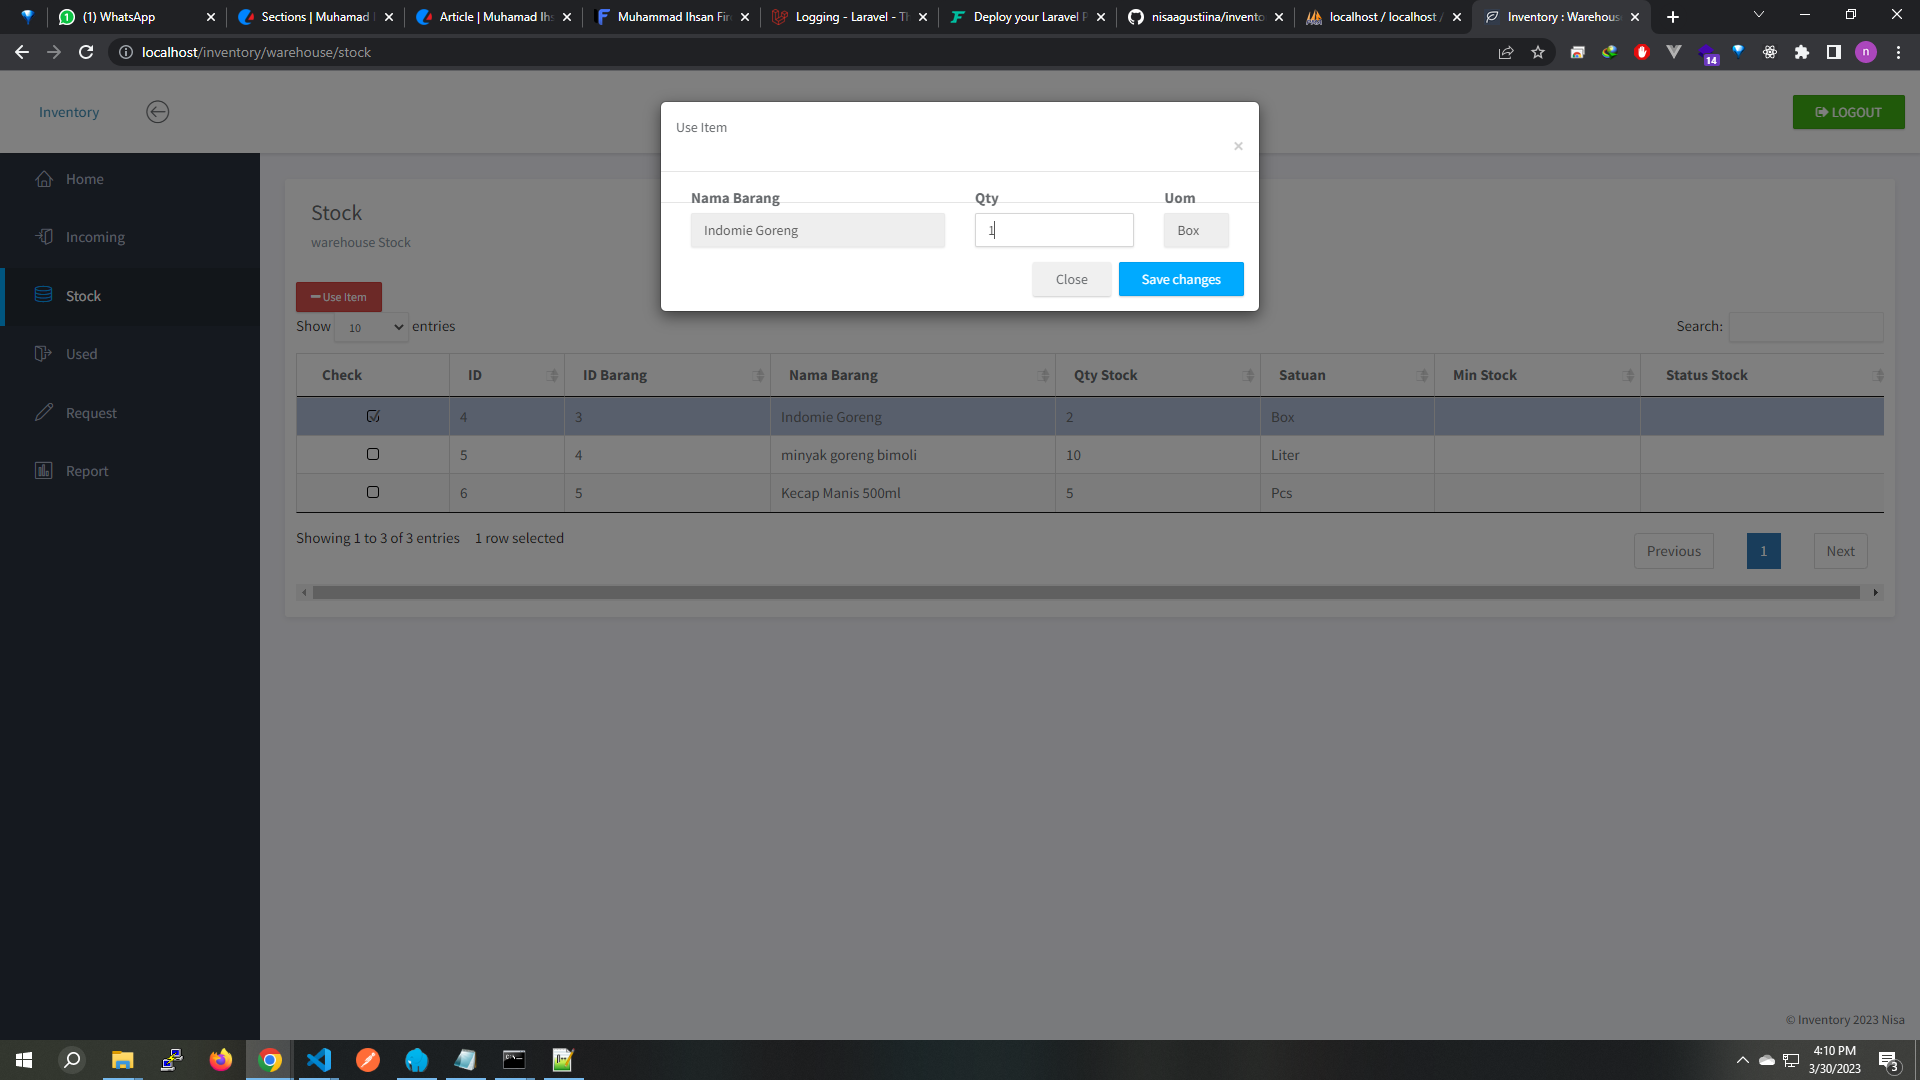 (1) WhatsApp
Sections | Muhamad
Article | Muhamad Ihs
Muhammad Ihsan Fir
Logging - Laravel - Th
Deploy your Laravel P
nisaagustiina/invento
localhost / localhost /
Inventory : Warehous
localhost/inventory/warehouse/stock
14
n
Inventory
LOGOUT
Home
Incoming
Stock
Used
Request
Report
Use Item
×
Nama Barang Qty Uom
Indomie Goreng 1 Box
Close Save changes
Stock
warehouse Stock
Use Item
Show 10 entries
Search:
Check ID ID Barang Nama Barang Qty Stock Satuan Min Stock Status Stock
4 3 Indomie Goreng 2 Box
5 4 minyak goreng bimoli 10 Liter
6 5 Kecap Manis 500ml 5 Pcs
Showing 1 to 3 of 3 entries 1 row selected
Previous 1 Next
© Inventory 2023 Nisa
4:10 PM
3/30/2023
3